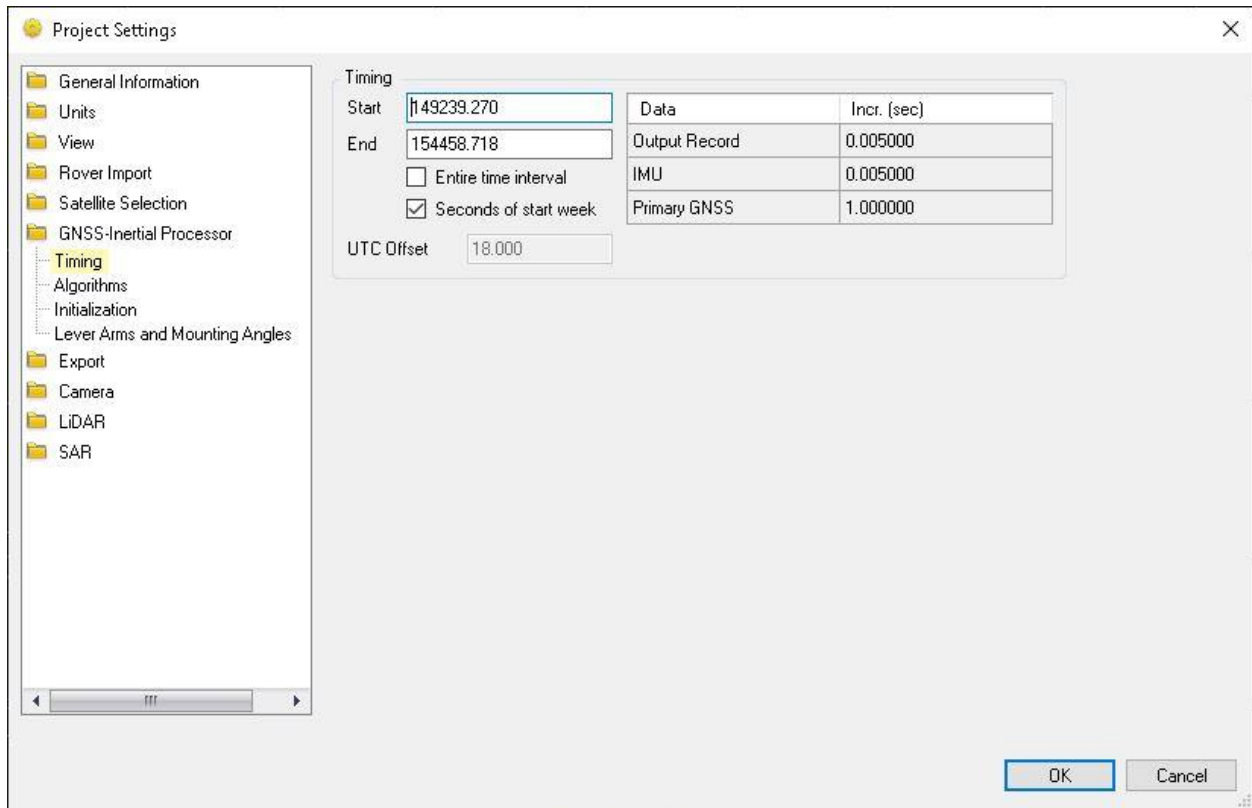 Project Settings
General Information
Units
View
Rover Import
Satellite Selection
GNSS-Inertial Processor
Timing
Algorithms
Initialization
Lever Arms and Mounting Angles
Export
Camera
LiDAR
SAR
Timing
Start 149239.270
End 154458.718
Entire time interval
Seconds of start week
UTC Offset 18.000
Data Incr. (sec)
Output Record 0.005000
IMU 0.005000
Primary GNSS 1.000000
OK Cancel